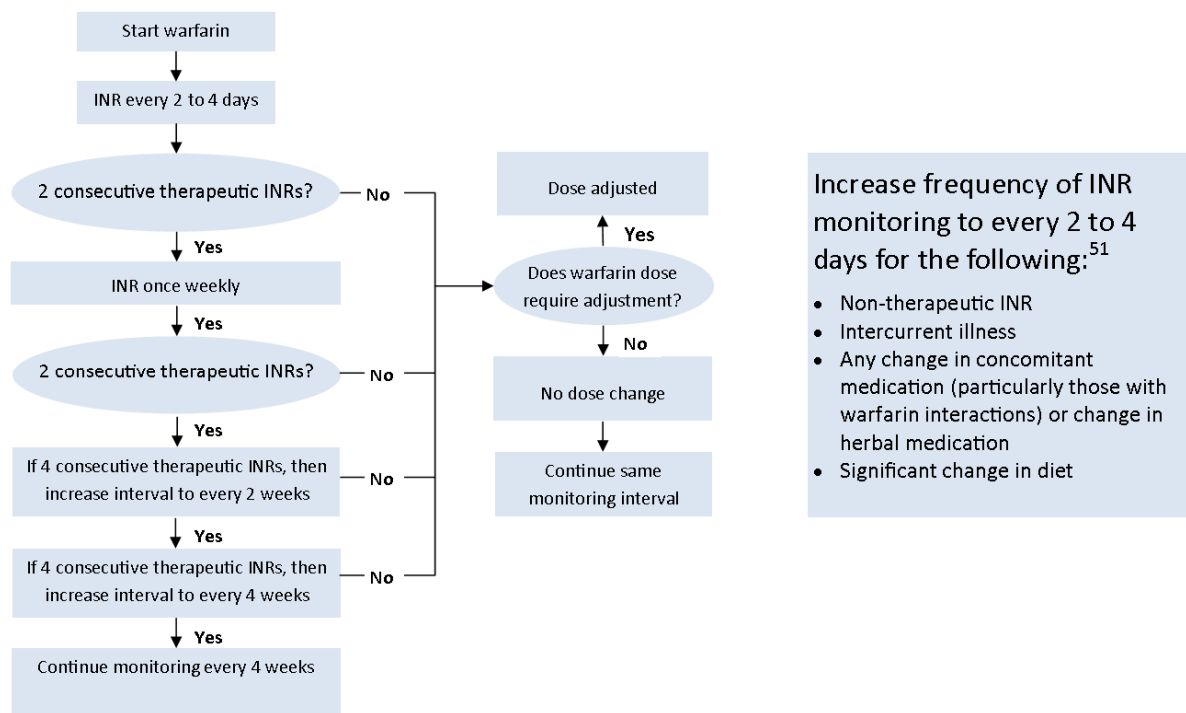 Start warfarin
INR every 2 to 4 days
2 consecutive therapeutic INRs?
No
Yes
INR once weekly
Yes
2 consecutive therapeutic INRs?
No
Yes
If 4 consecutive therapeutic INRs, then
increase interval to every 2 weeks
No
Yes
If 4 consecutive therapeutic INRs, then
increase interval to every 4 weeks
No
Yes
Continue monitoring every 4 weeks
Dose adjusted
Yes
Does warfarin dose
require adjustment?
No
No dose change
Continue same
monitoring interval
Increase frequency of INR
monitoring to every 2 to 4
days for the following:51
• Non-therapeutic INR
• Intercurrent illness
• Any change in concomitant
medication (particularly those with
warfarin interactions) or change in
herbal medication
• Significant change in diet